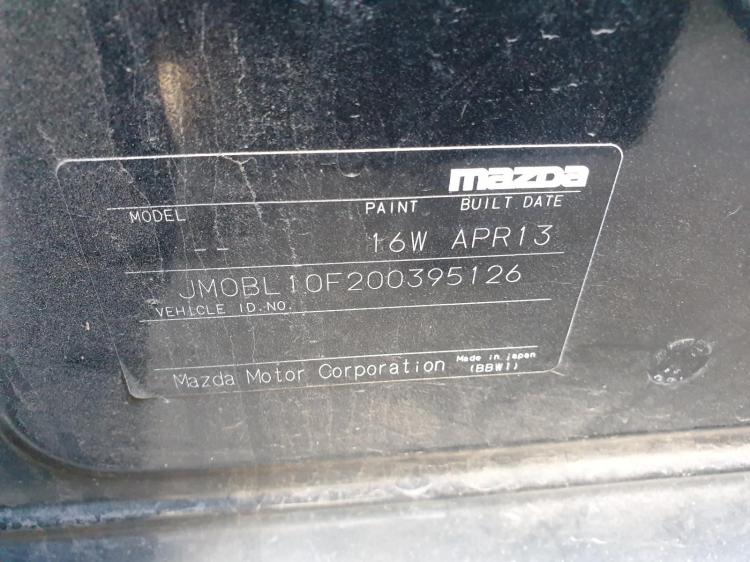 mazda
MODEL PAINT BUILT DATE
-- 16W APR13
JM0BL10F200395126
VEHICLE ID.NO.
Mazda Motor Corporation Made in japan
(BBW1)